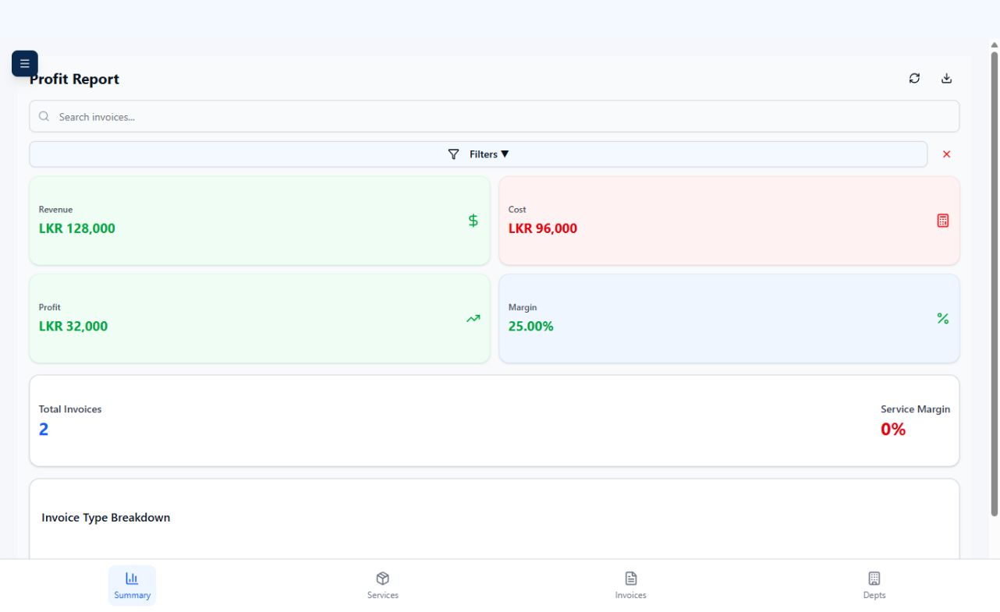 Profit Report
Search invoices...
Filters ▼
Revenue
LKR 128,000
Cost
LKR 96,000
Profit
LKR 32,000
Margin
25.00%
Total Invoices
2
Service Margin
0%
Invoice Type Breakdown
Summary
Services
Invoices
Depts